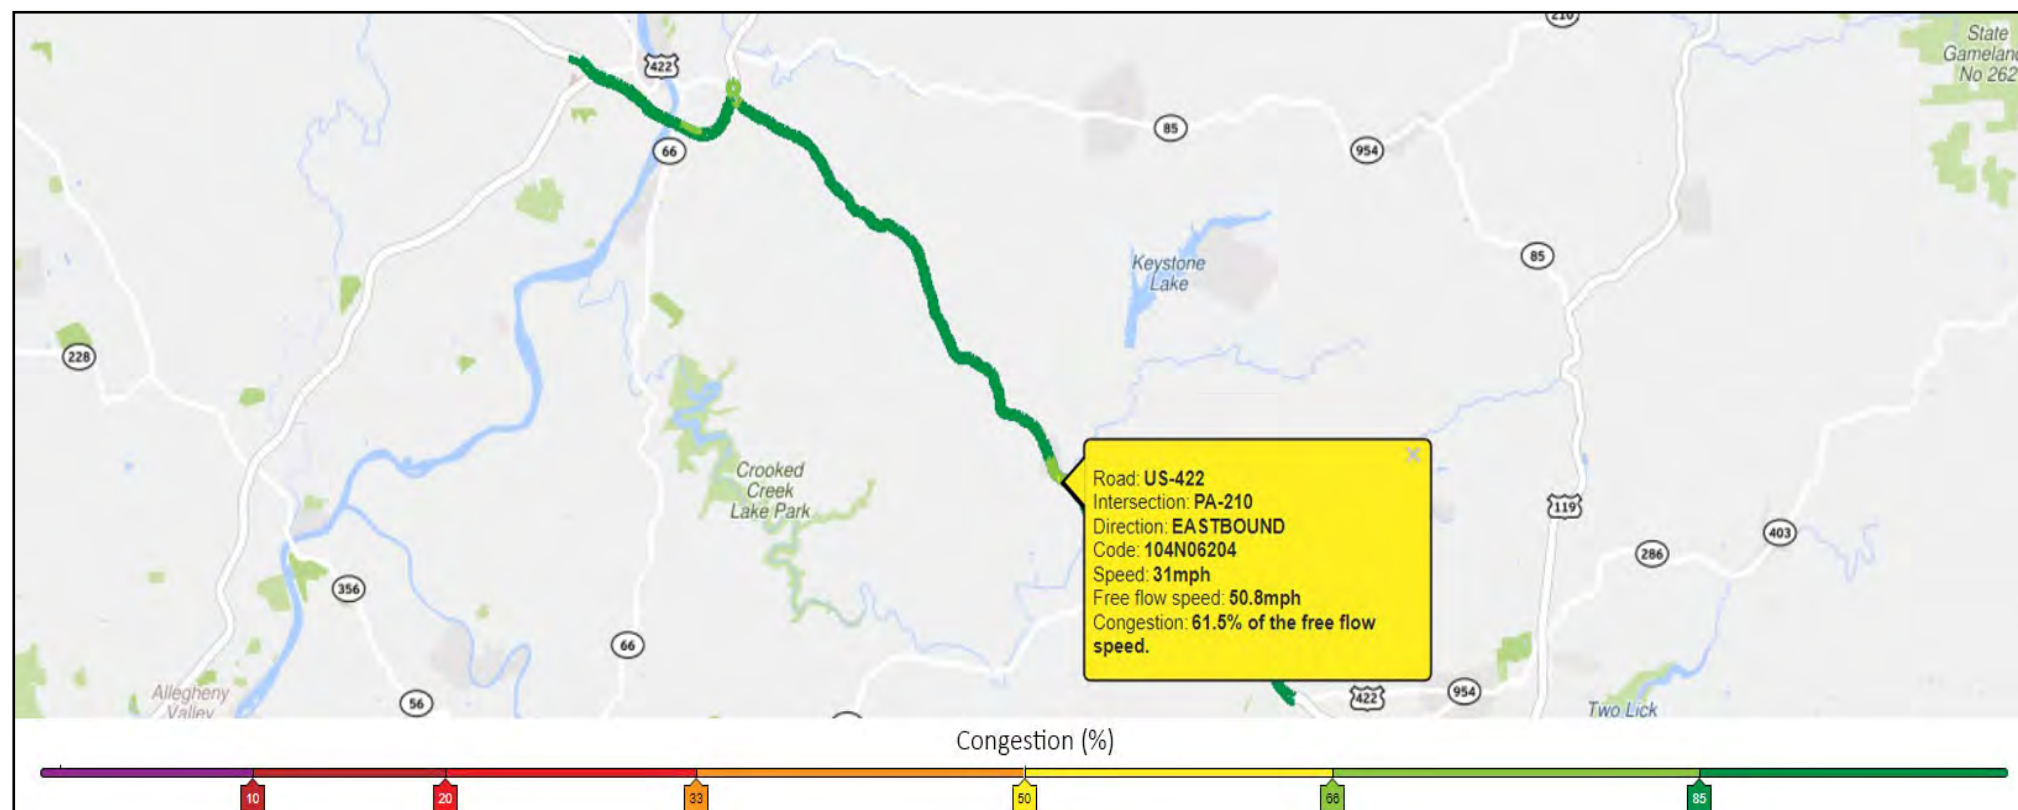 210
State
Gameland
No 262
422
85
954
66
85
Keystone
Lake
228
Crooked
Creek
Lake Park
×
Road: US-422
Intersection: PA-210
Direction: EASTBOUND
Code: 104N06204
Speed: 31mph
Free flow speed: 50.8mph
Congestion: 61.5% of the free flow
speed.
119
403
286
356
66
Allegheny
Valley
56
422
954
Two Lick
Congestion (%)
10 20 33 50 66 85